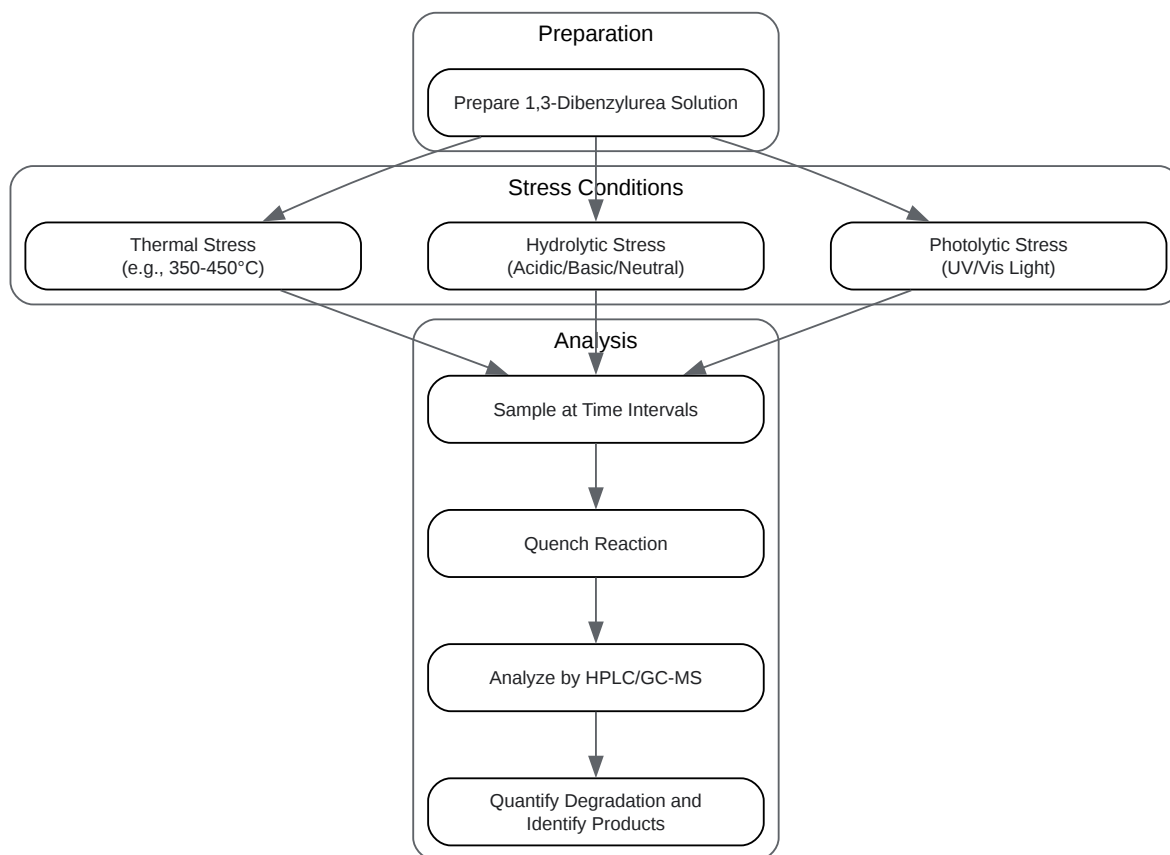 Preparation
Prepare 1,3-Dibenzylurea Solution
Stress Conditions
Thermal Stress
(e.g., 350-450°C)
Hydrolytic Stress
(Acidic/Basic/Neutral)
Photolytic Stress
(UV/Vis Light)
Analysis
Sample at Time Intervals
Quench Reaction
Analyze by HPLC/GC-MS
Quantify Degradation and
Identify Products